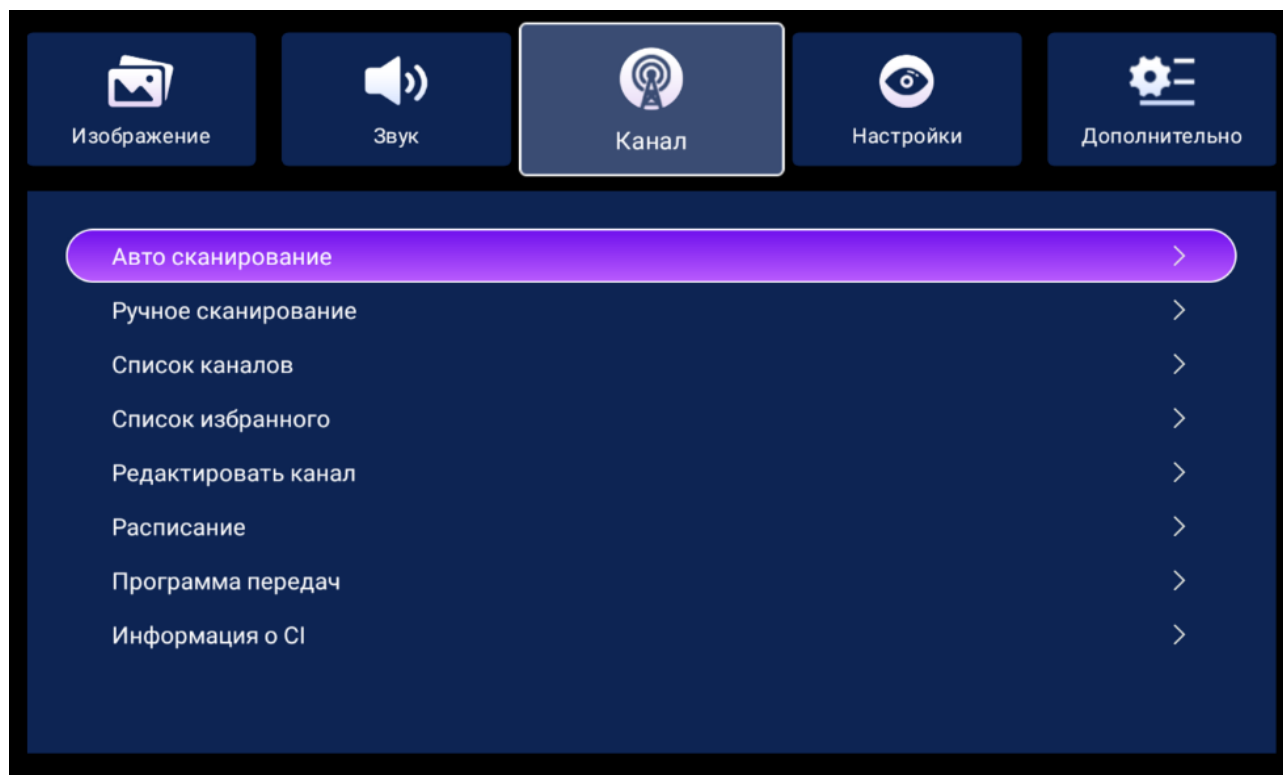 Изображение
Звук
Канал
Настройки
Дополнительно
Авто сканирование
Ручное сканирование
Список каналов
Список избранного
Редактировать канал
Расписание
Программа передач
Информация о CI